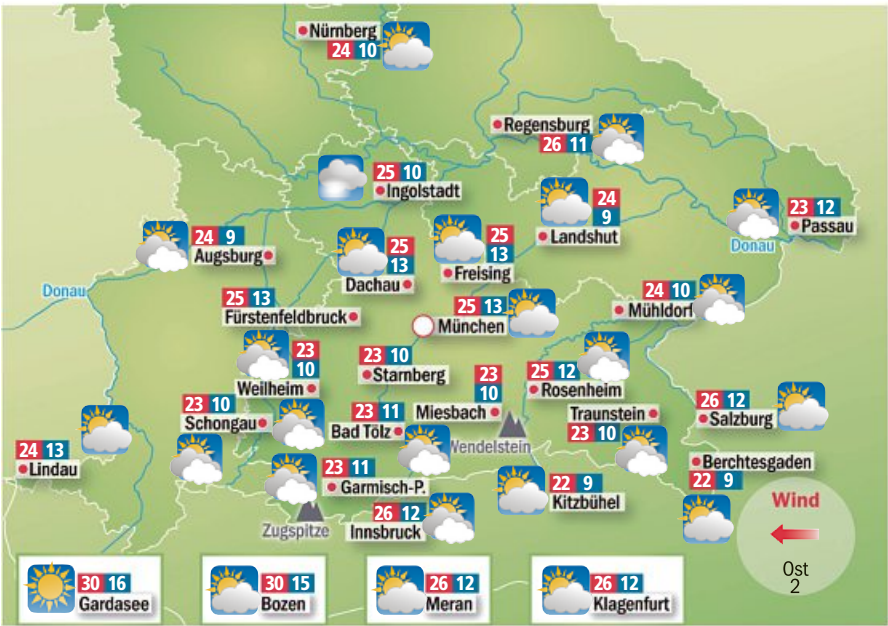 Nürnberg
24 10
Regensburg
26 11
25 10
Ingolstadt
24
9
Landshut
23 12
Passau
Donau
24 9
Augsburg
25
13
Dachau
25
13
Freising
Donau
25 13
Fürstenfeldbruck
25 13
München
24 10
Mühldorf
23
10
Weilheim
23 10
Starnberg
23
10
Miesbach
25 12
Rosenheim
23 10
Schongau
23 11
Bad Tölz
Traunstein
23 10
26 12
Salzburg
24 13
Lindau
Wendelstein
23 11
Garmisch-P.
Zugspitze
26 12
Innsbruck
22 9
Kitzbühel
Berchtesgaden
22 9
Wind
Ost
2
30 16
Gardasee
30 15
Bozen
26 12
Meran
26 12
Klagenfurt